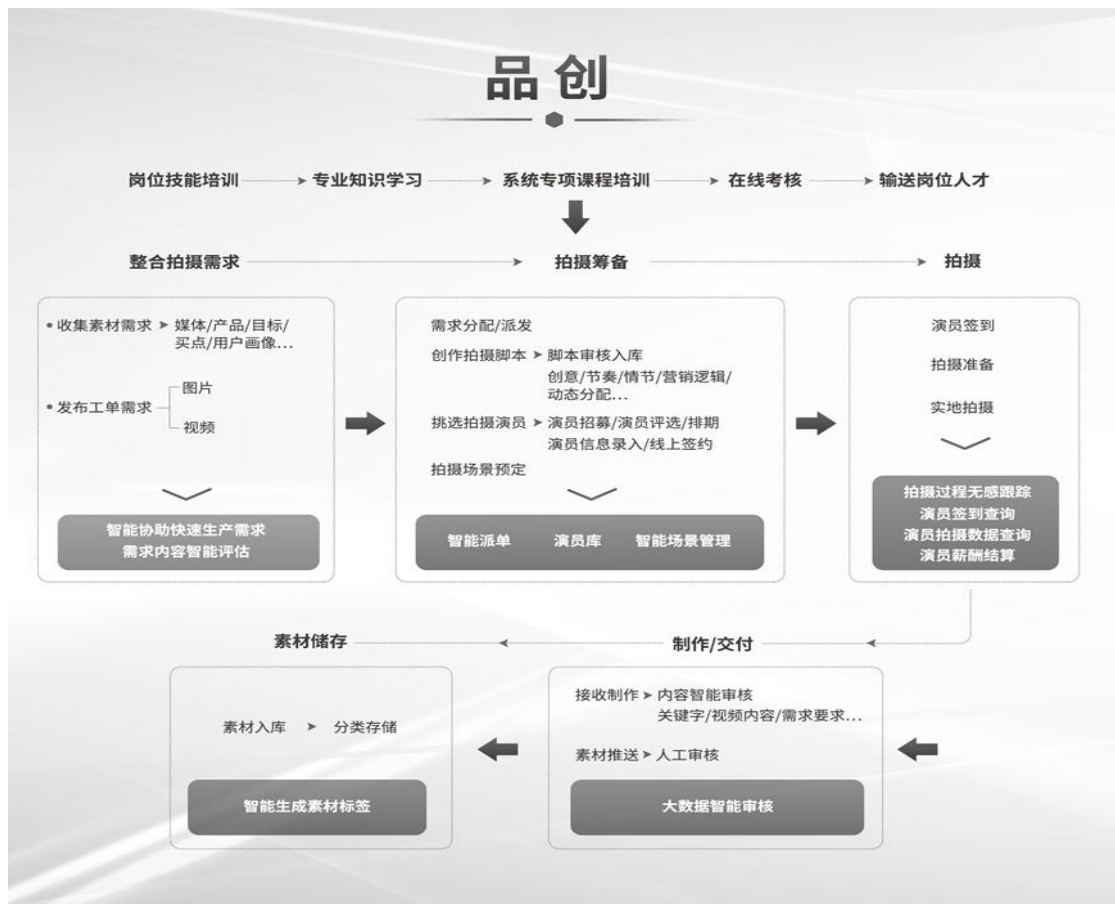 品创
岗位技能培训 专业知识学习 系统专项课程培训 在线考核 输送岗位人才
整合拍摄需求 拍摄筹备 拍摄
• 收集素材需求 媒体/产品/目标/
买点/用户画像...
• 发布工单需求
图片
视频
智能协助快速生产需求
需求内容智能评估
需求分配/派发
创作拍摄脚本 脚本审核入库
创意/节奏/情节/营销逻辑/
动态分配...
挑选拍摄演员 演员招募/演员评选/排期
演员信息录入/线上签约
拍摄场景预定
智能派单 演员库 智能场景管理
演员签到
拍摄准备
实地拍摄
拍摄过程无感跟踪
演员签到查询
演员拍摄数据查询
演员薪酬结算
制作/交付
接收制作 内容智能审核
关键字/视频内容/需求要求...
素材推送 人工审核
大数据智能审核
素材储存
素材入库 分类存储
智能生成素材标签